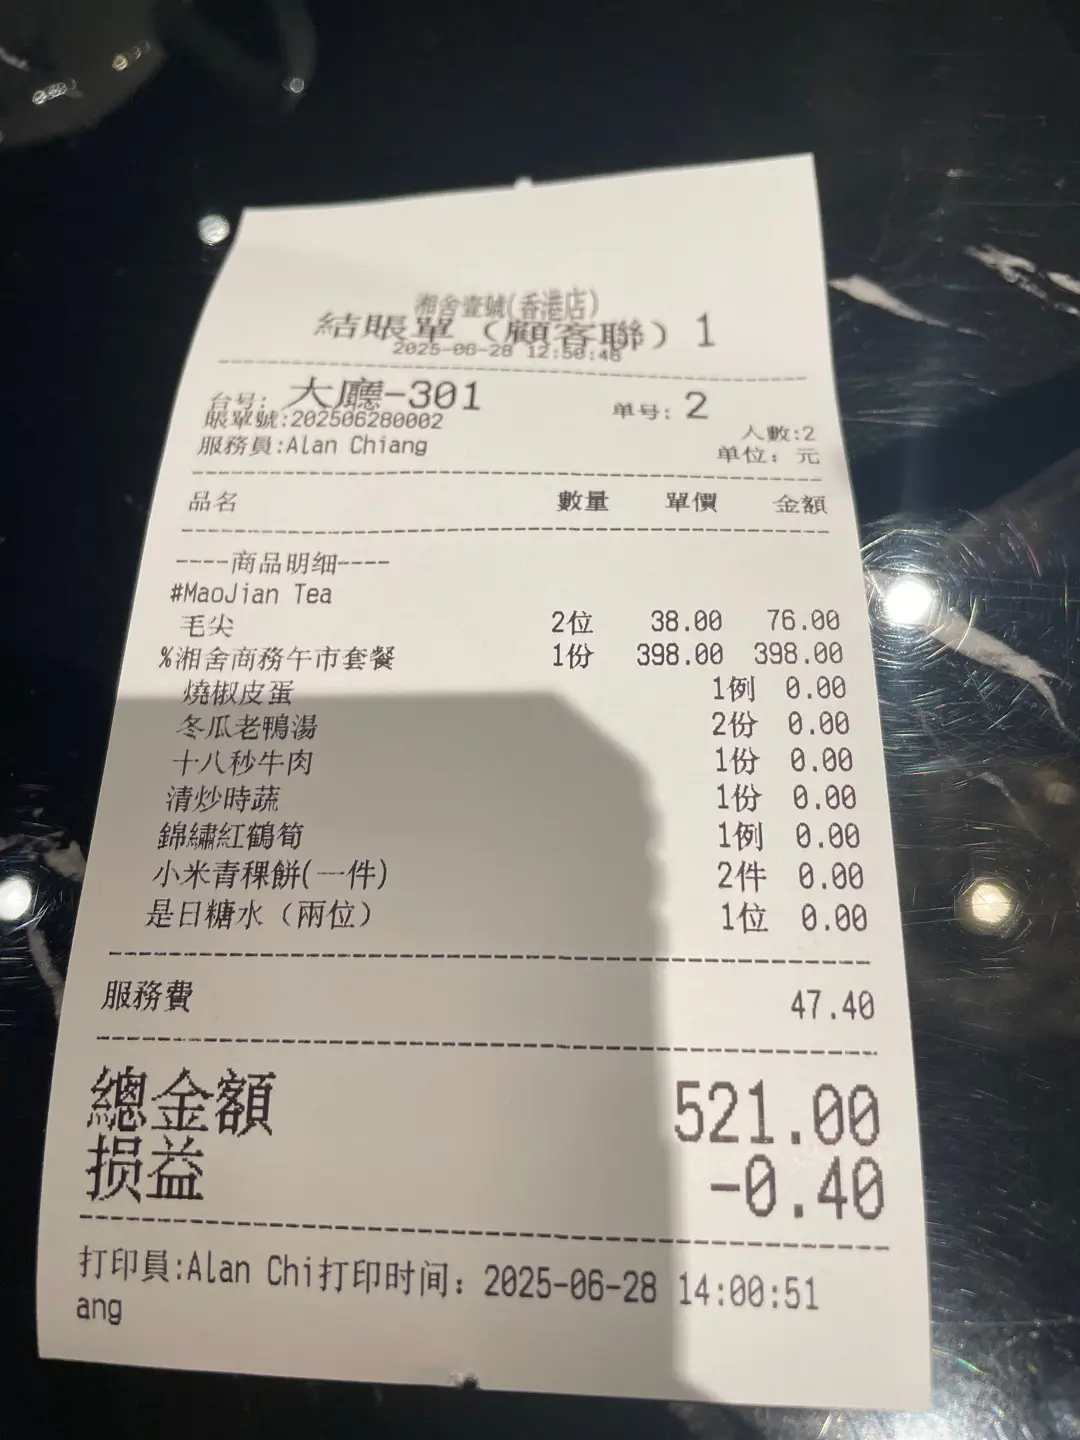 湘舍壹號(香港店)
結賬單（顧客聯）1
2025-06-28 12:50:46
台号: 大廳-301 单号: 2
賬單號:202506280002 人數:2
服務員:Alan Chiang 单位：元
品名 數量 單價 金額
----商品明细----
#MaoJian Tea
毛尖 2位 38.00 76.00
%湘舍商務午市套餐 1份 398.00 398.00
燒椒皮蛋 1例 0.00
冬瓜老鴨湯 2份 0.00
十八秒牛肉 1份 0.00
清炒時蔬 1份 0.00
錦繡紅鶴筍 1例 0.00
小米青稞餅(一件) 2件 0.00
是日糖水（兩位） 1位 0.00
服務費 47.40
總金額 521.00
损益 -0.40
打印員:Alan Chi打印时间：2025-06-28 14:00:51
ang